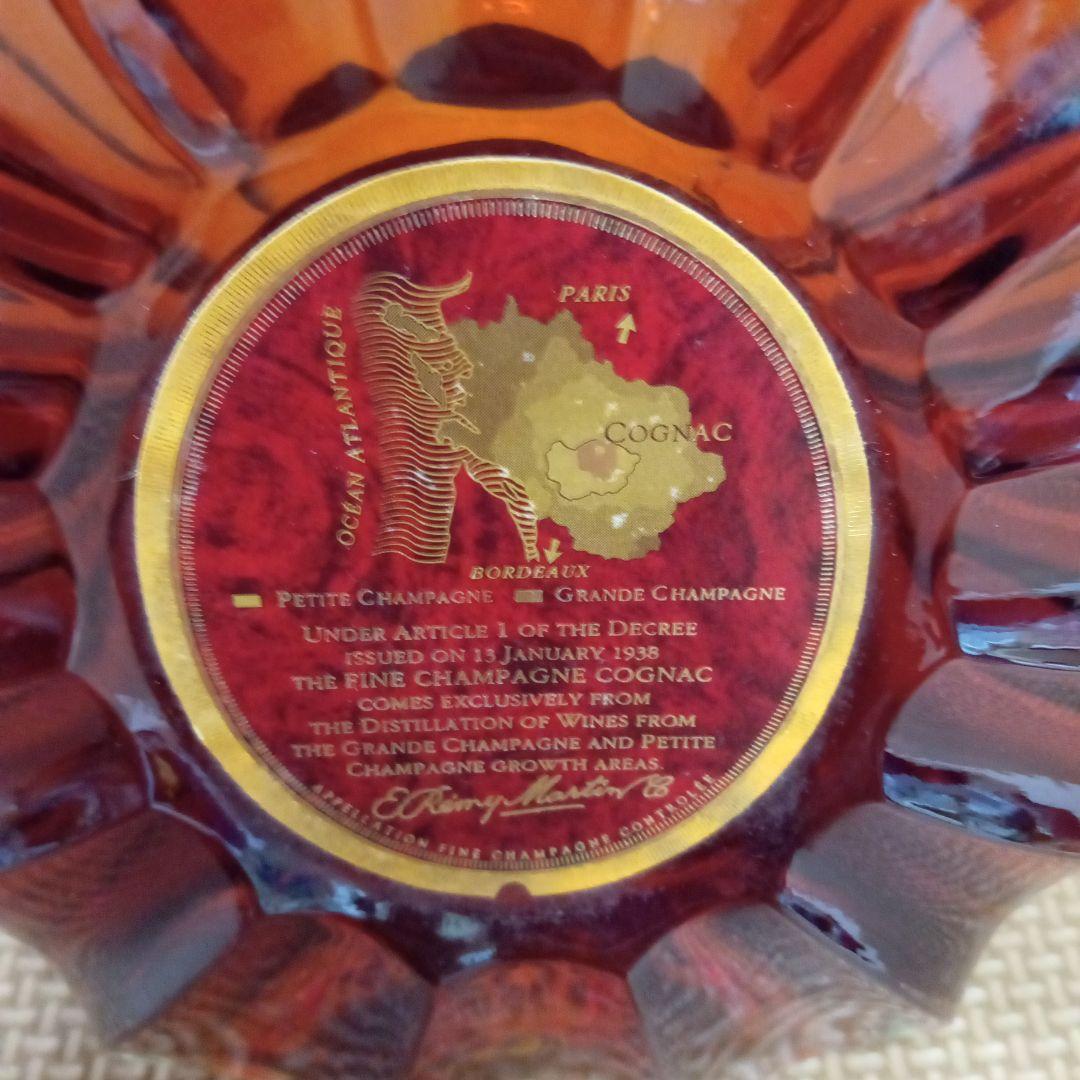 PARIS
OCÉAN ATLANTIQUE
COGNAC
BORDEAUX
PETITE CHAMPAGNE GRANDE CHAMPAGNE
UNDER ARTICLE 1 OF THE DECREE
ISSUED ON 13 JANUARY 1938
THE FINE CHAMPAGNE COGNAC
COMES EXCLUSIVELY FROM
THE DISTILLATION OF WINES FROM
THE GRANDE CHAMPAGNE AND PETITE
CHAMPAGNE GROWTH AREAS.
E. Rémy Martin & C
APPELLATION FINE CHAMPAGNE CONTROLÉE